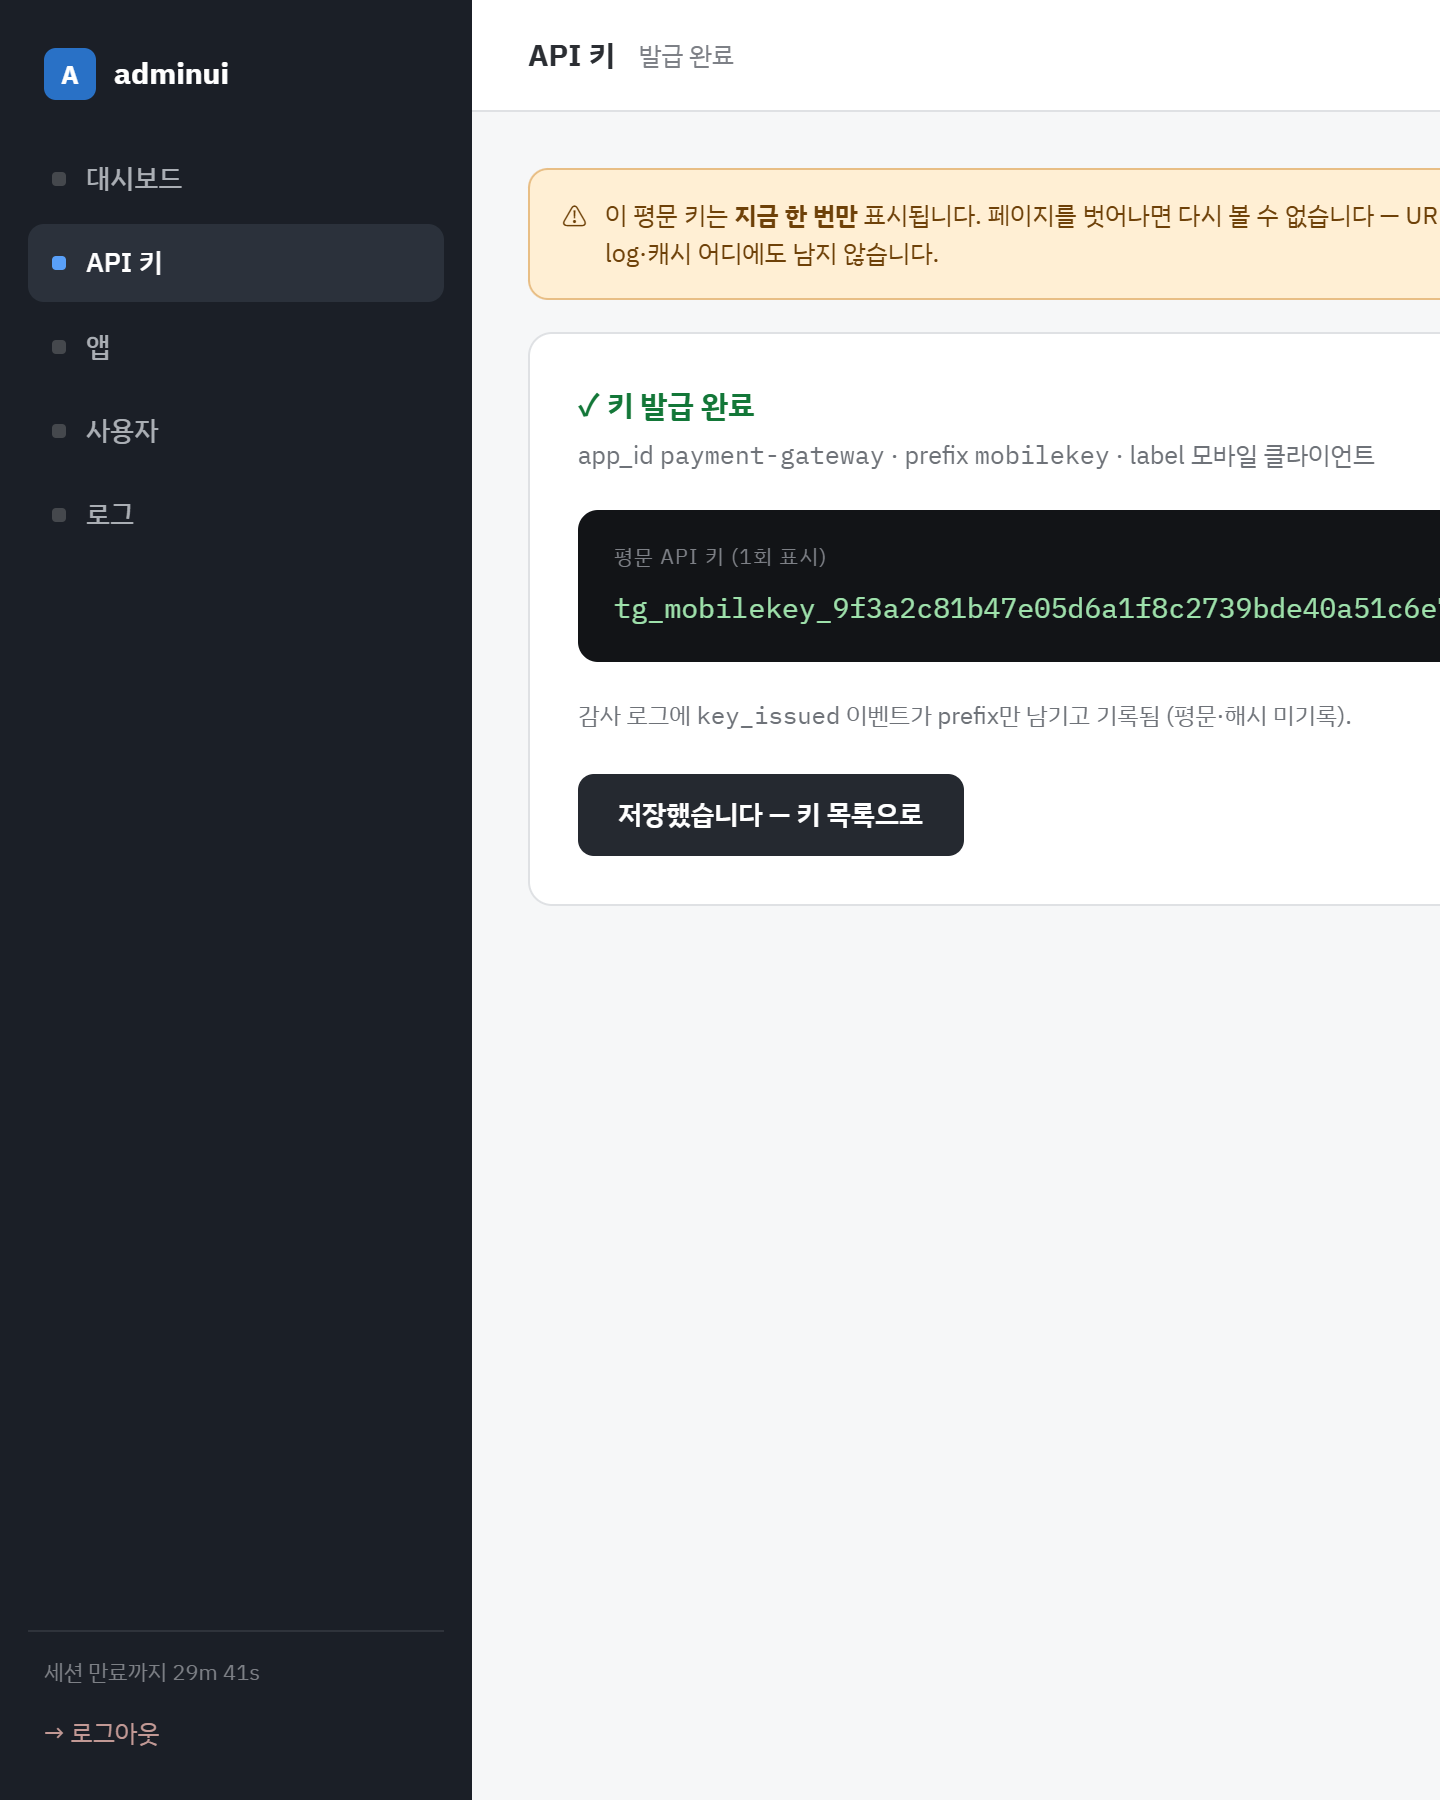 A adminui
대시보드
API 키
앱
사용자
로그
세션 만료까지 29m 41s
→ 로그아웃
API 키 발급 완료
⚠ 이 평문 키는 지금 한 번만 표시됩니다. 페이지를 벗어나면 다시 볼 수 없습니다 — UR
log·캐시 어디에도 남지 않습니다.
✓ 키 발급 완료
app_id payment-gateway · prefix mobilekey · label 모바일 클라이언트
평문 API 키 (1회 표시)
tg_mobilekey_9f3a2c81b47e05d6a1f8c2739bde40a51c6e
감사 로그에 key_issued 이벤트가 prefix만 남기고 기록됨 (평문·해시 미기록).
저장했습니다 — 키 목록으로